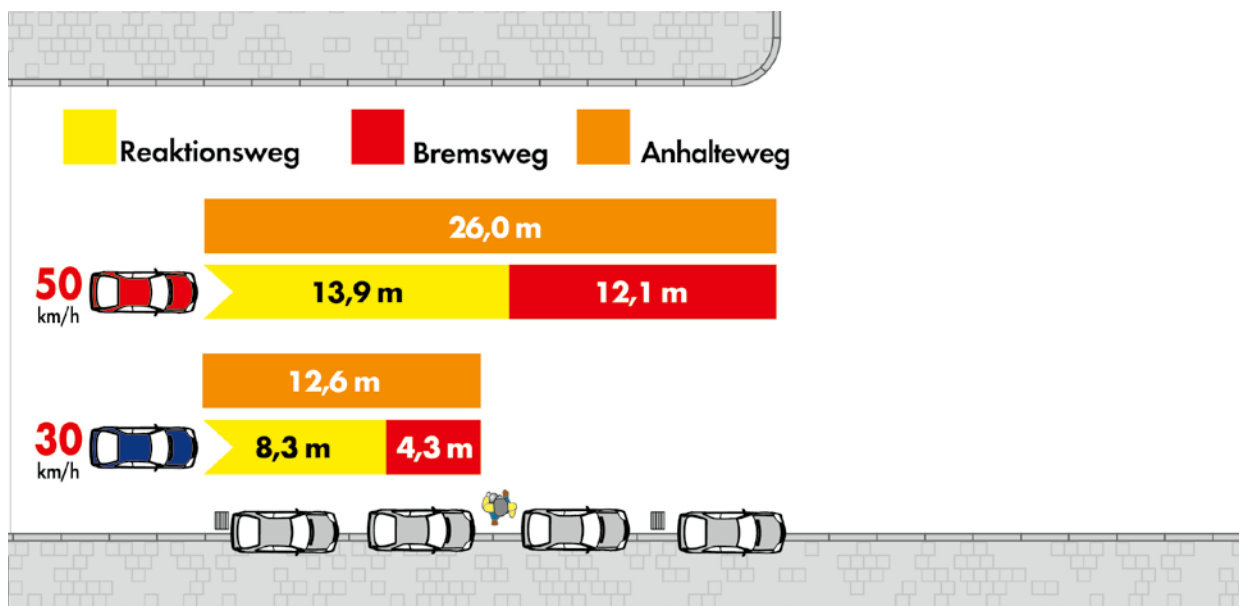 Reaktionsweg Bremsweg Anhalteweg
26,0 m
50
km/h
13,9 m 12,1 m
12,6 m
30
km/h
8,3 m 4,3 m